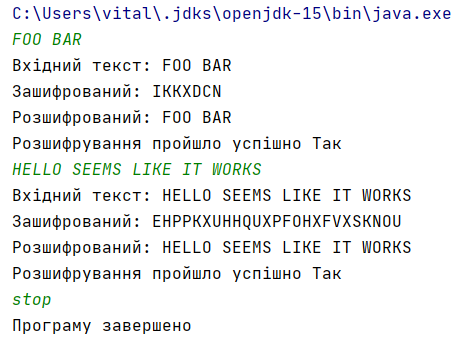 C:\Users\vital\.jdks\openjdk-15\bin\java.exe
FOO BAR
Вхідний текст: FOO BAR
Зашифрований: IKKXDCN
Розшифрований: FOO BAR
Розшифрування пройшло успішно Так
HELLO SEEMS LIKE IT WORKS
Вхідний текст: HELLO SEEMS LIKE IT WORKS
Зашифрований: EHPPKXUHHQUXPFOHXFVXSKNOU
Розшифрований: HELLO SEEMS LIKE IT WORKS
Розшифрування пройшло успішно Так
stop
Програму завершено